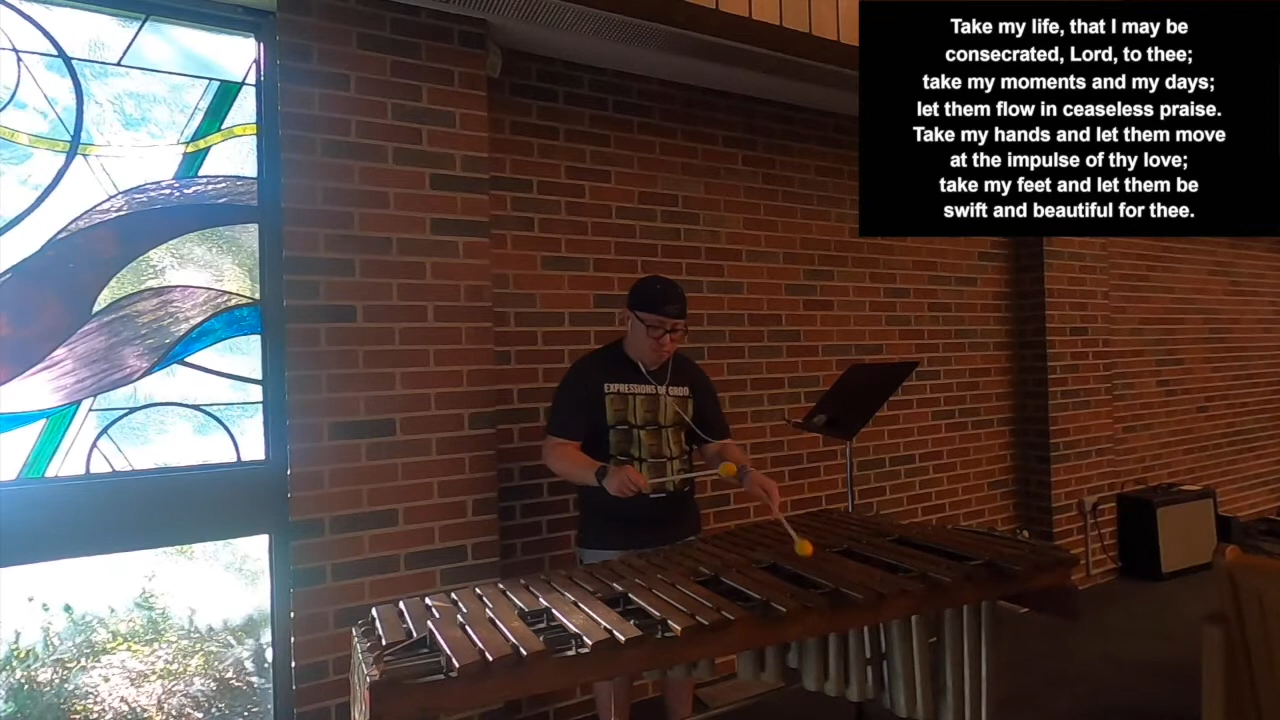 Take my life, that I may be
consecrated, Lord, to thee;
take my moments and my days;
let them flow in ceaseless praise.
Take my hands and let them move
at the impulse of thy love;
take my feet and let them be
swift and beautiful for thee.
EXPRESSIONS OF GROO